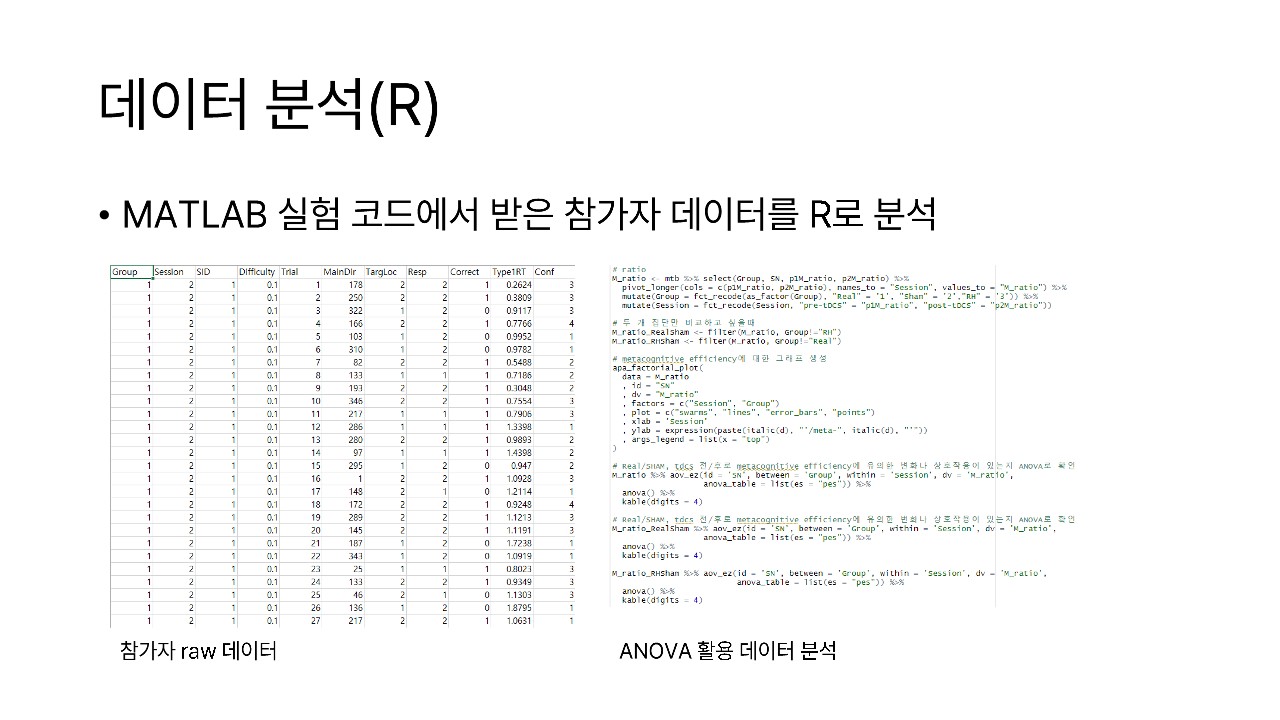 데이터 분석(R)
• MATLAB 실험 코드에서 받은 참가자 데이터를 R로 분석
Group Session SID Difficulty Trial MainDir TargLoc Resp Correct Type1RT Conf
1 2 1 0.1 1 178 2 2 1 0.2624 3
1 2 1 0.1 2 250 2 2 1 0.3809 3
1 2 1 0.1 3 322 1 2 0 0.9117 3
1 2 1 0.1 4 166 2 2 1 0.7766 4
1 2 1 0.1 5 103 1 2 0 0.9952 1
1 2 1 0.1 6 310 1 2 0 0.9782 1
1 2 1 0.1 7 82 2 2 1 0.5488 2
1 2 1 0.1 8 133 1 1 1 0.7186 2
1 2 1 0.1 9 193 2 2 1 0.3048 2
1 2 1 0.1 10 346 2 2 1 0.7554 3
1 2 1 0.1 11 217 1 1 1 0.7906 3
1 2 1 0.1 12 286 1 1 1 1.3398 1
1 2 1 0.1 13 280 2 2 1 0.9893 2
1 2 1 0.1 14 97 1 1 1 1.4398 2
1 2 1 0.1 15 295 1 2 0 0.947 2
1 2 1 0.1 16 1 2 2 1 1.0928 3
1 2 1 0.1 17 148 2 1 0 1.2114 1
1 2 1 0.1 18 172 2 2 1 0.9248 4
1 2 1 0.1 19 289 2 2 1 1.1213 3
1 2 1 0.1 20 145 2 2 1 1.1191 3
1 2 1 0.1 21 187 1 2 0 1.7238 1
1 2 1 0.1 22 343 1 2 0 1.0919 1
1 2 1 0.1 23 25 1 1 1 0.8023 3
1 2 1 0.1 24 133 2 2 1 0.9349 3
1 2 1 0.1 25 46 2 1 0 1.1303 3
1 2 1 0.1 26 136 1 2 0 1.8795 1
1 2 1 0.1 27 217 2 2 1 1.0631 1
참가자 raw 데이터
# ratio
M_ratio <- mtb %>% select(Group, SN, p1M_ratio, p2M_ratio) %>%
pivot_longer(cols = c(p1M_ratio, p2M_ratio), names_to = "Session", values_to = "M_ratio") %>%
mutate(Group = fct_recode(as_factor(Group), "Real" = '1', "Sham" = '2',"RH" = '3')) %>%
mutate(Session = fct_recode(Session, "pre-tDCS" = "p1M_ratio", "post-tDCS" = "p2M_ratio"))
# 두 개 집단만 비교하고 싶을때
M_ratio_RealSham <- filter(M_ratio, Group!="RH")
M_ratio_RHSham <- filter(M_ratio, Group!="Real")
# metacognitive efficiency에 대한 그래프 생성
apa_factorial_plot(
data = M_ratio
, id = "SN"
, dv = "M_ratio"
, factors = c("Session", "Group")
, plot = c("swarms", "lines", "error_bars", "points")
, xlab = 'Session'
, ylab = expression(paste(italic(d), "'/meta-", italic(d), "'"))
, args_legend = list(x = "top")
)
# Real/SHAM, tdcs 전/후로 metacognitive efficiency에 유의한 변화나 상호작용이 있는지 ANOVA로 확인
M_ratio %>% aov_ez(id = 'SN', between = 'Group', within = 'Session', dv = 'M_ratio',
anova_table = list(es = "pes")) %>%
anova() %>%
kable(digits = 4)
# Real/SHAM, tdcs 전/후로 metacognitive efficiency에 유의한 변화나 상호작용이 있는지 ANOVA로 확인
M_ratio_RealSham %>% aov_ez(id = 'SN', between = 'Group', within = 'Session', dv = 'M_ratio',
anova_table = list(es = "pes")) %>%
anova() %>%
kable(digits = 4)
M_ratio_RHSham %>% aov_ez(id = 'SN', between = 'Group', within = 'Session', dv = 'M_ratio',
anova_table = list(es = "pes")) %>%
anova() %>%
kable(digits = 4)
ANOVA 활용 데이터 분석